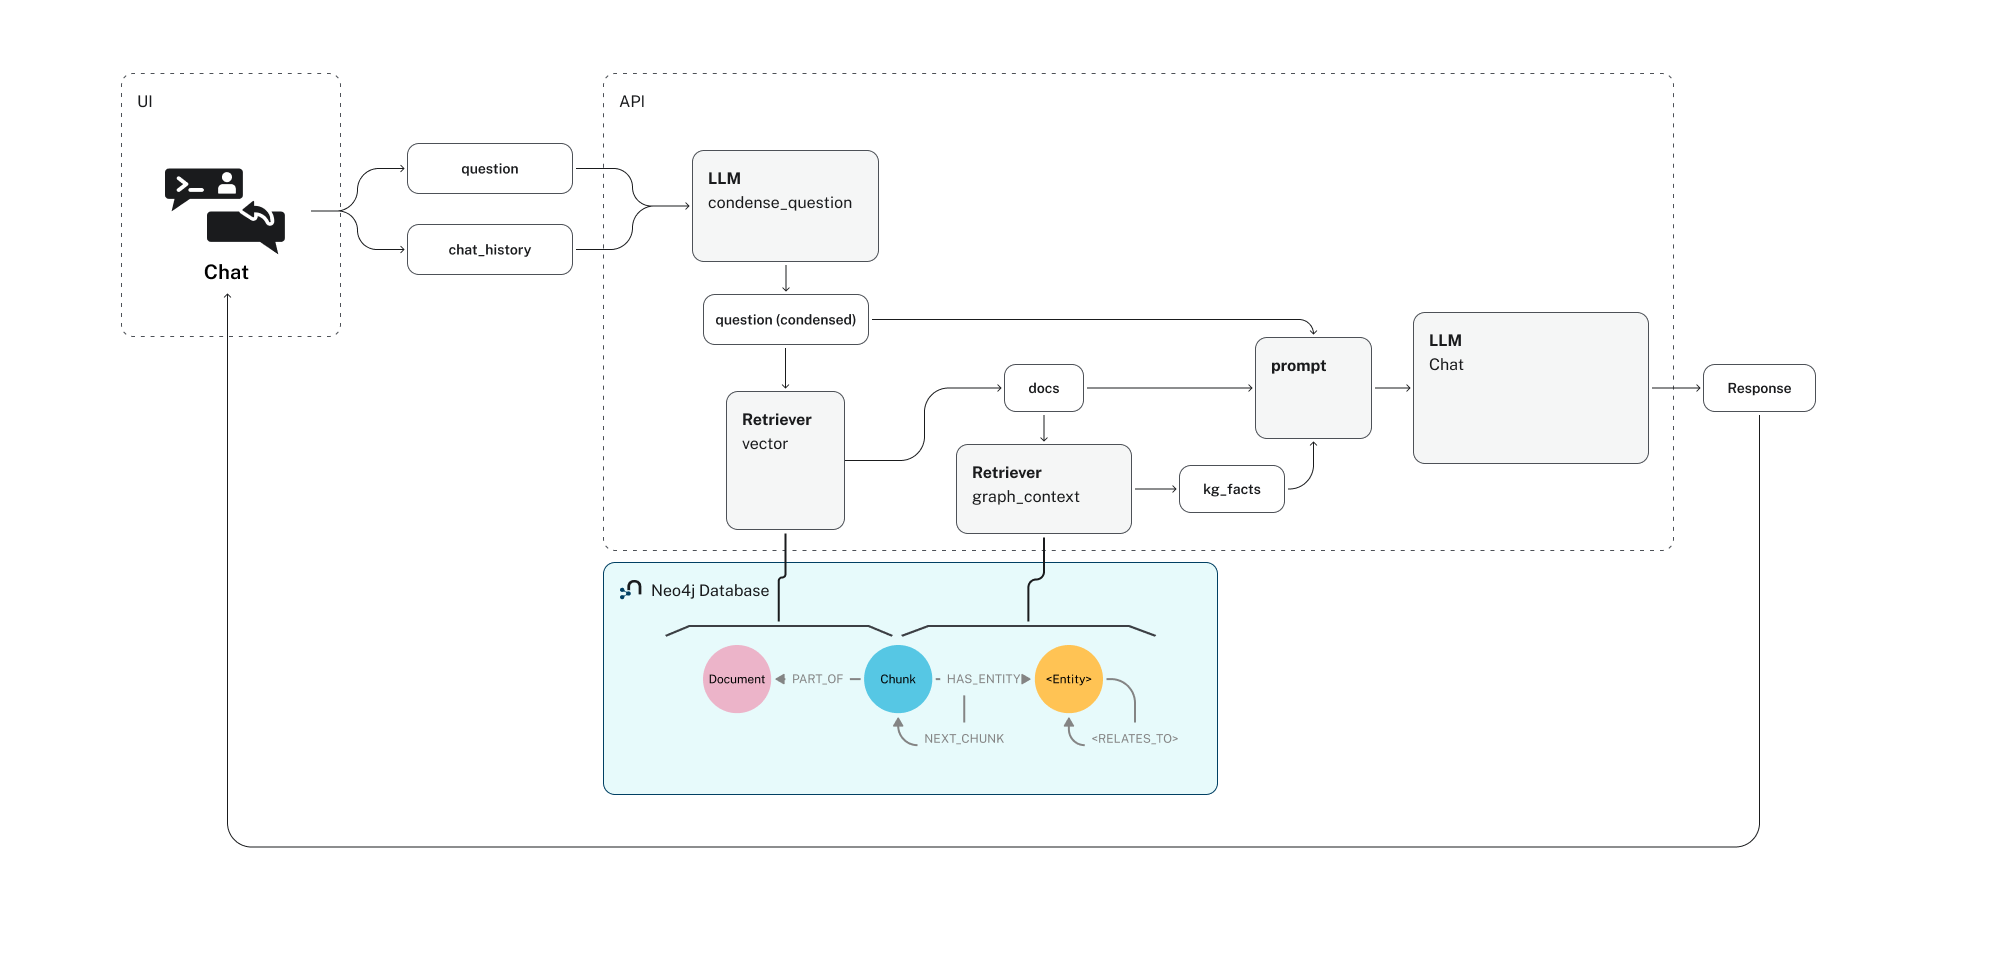 UI
API
question
chat_history
Chat
LLM
condense_question
question (condensed)
Retriever
vector
docs
Retriever
graph_context
kg_facts
prompt
LLM
Chat
Response
Neo4j Database
Document
PART_OF
Chunk
HAS_ENTITY
<Entity>
NEXT_CHUNK
<RELATES_TO>